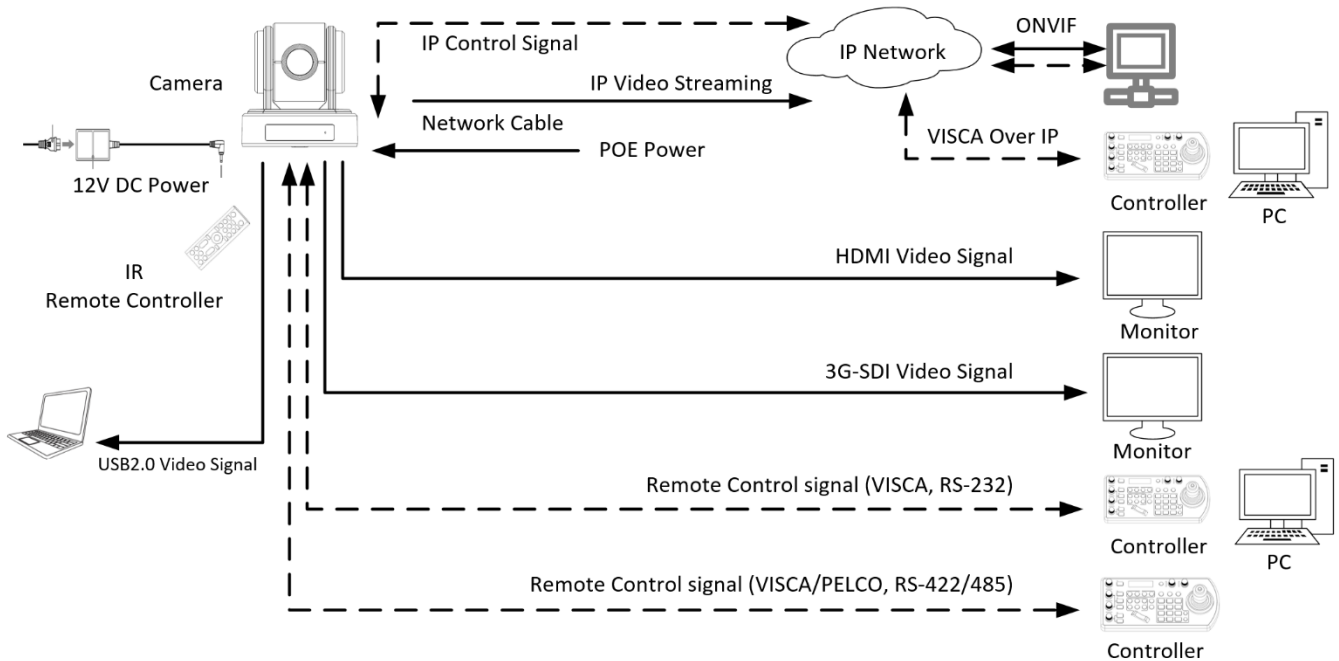 IP Control Signal
IP Network
ONVIF
Camera
IP Video Streaming
Network Cable
VISCA Over IP
POE Power
12V DC Power
Controller
PC
HDMI Video Signal
IR
Remote Controller
Monitor
3G-SDI Video Signal
Monitor
USB2.0 Video Signal
Remote Control signal (VISCA, RS-232)
Controller
PC
Remote Control signal (VISCA/PELCO, RS-422/485)
Controller